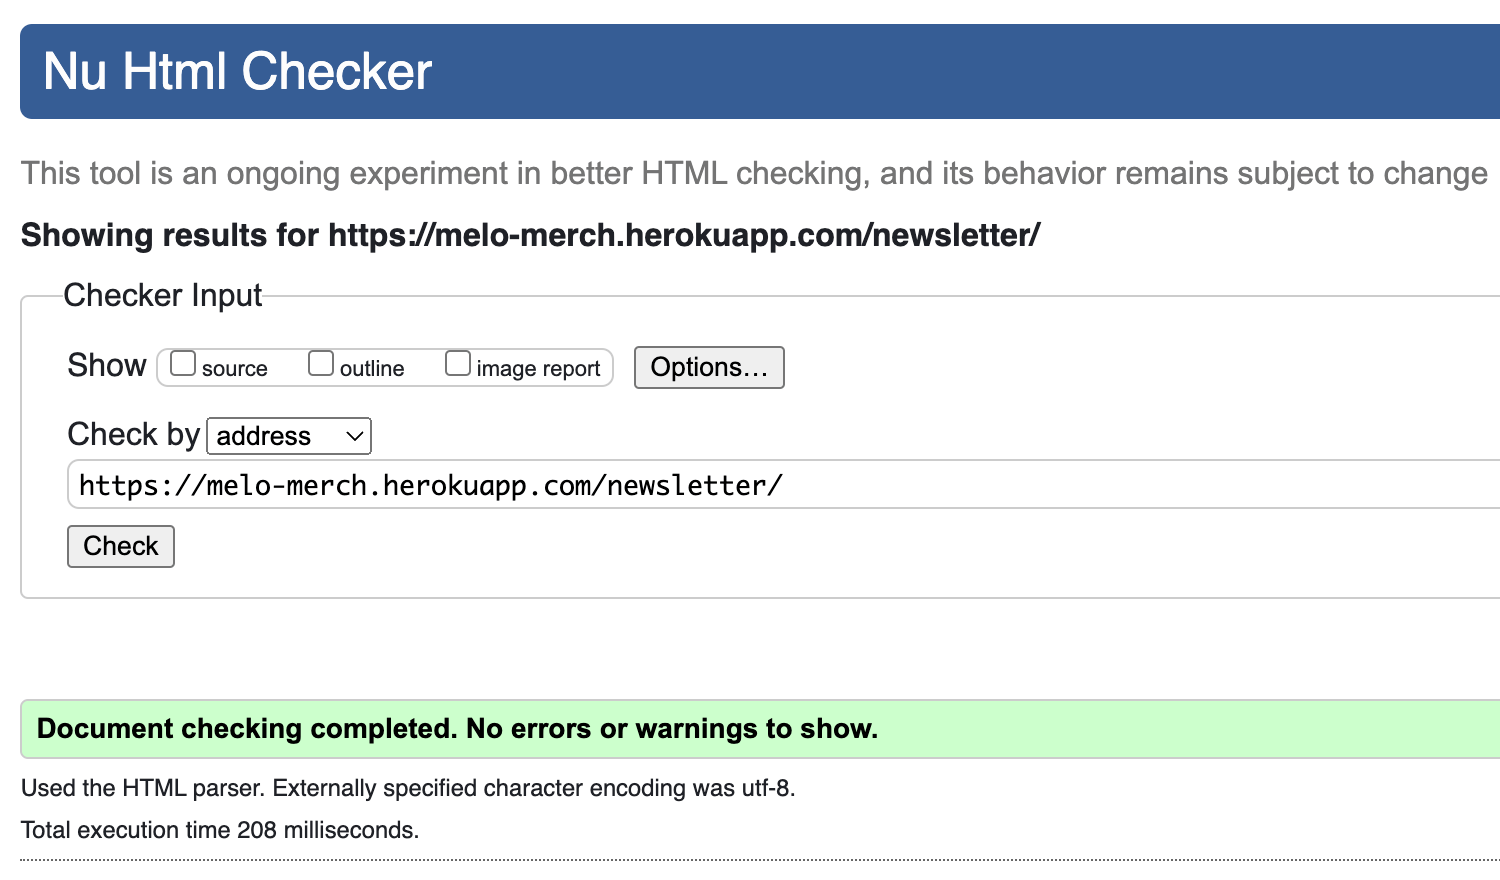 Nu Html Checker
This tool is an ongoing experiment in better HTML checking, and its behavior remains subject to change
Showing results for https://melo-merch.herokuapp.com/newsletter/
Checker Input
Show source outline image report Options…
Check by address
https://melo-merch.herokuapp.com/newsletter/
Check
Document checking completed. No errors or warnings to show.
Used the HTML parser. Externally specified character encoding was utf-8.
Total execution time 208 milliseconds.